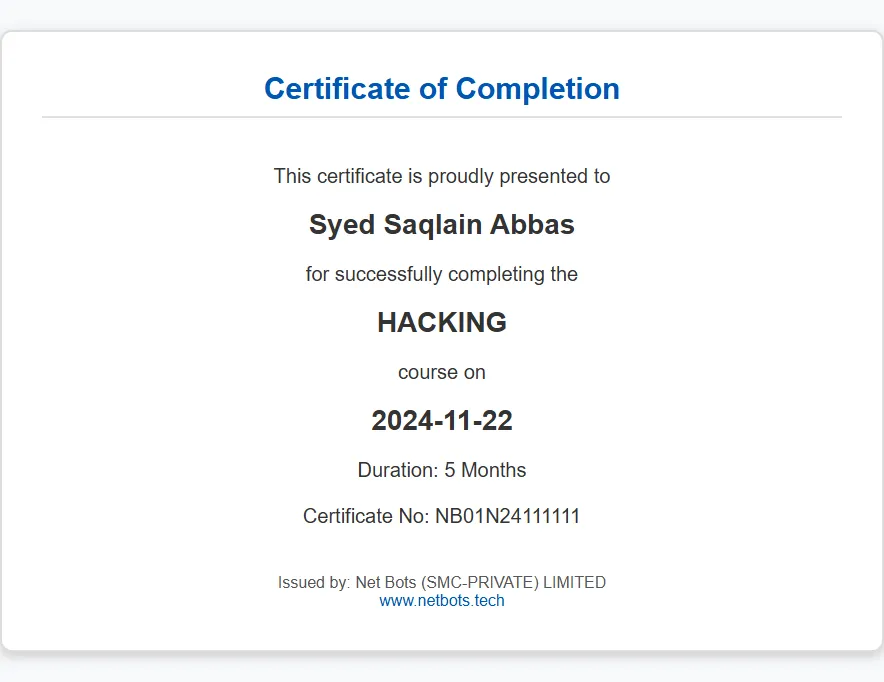 Certificate of Completion
This certificate is proudly presented to
Syed Saqlain Abbas
for successfully completing the
HACKING
course on
2024-11-22
Duration: 5 Months
Certificate No: NB01N24111111
Issued by: Net Bots (SMC-PRIVATE) LIMITED
www.netbots.tech